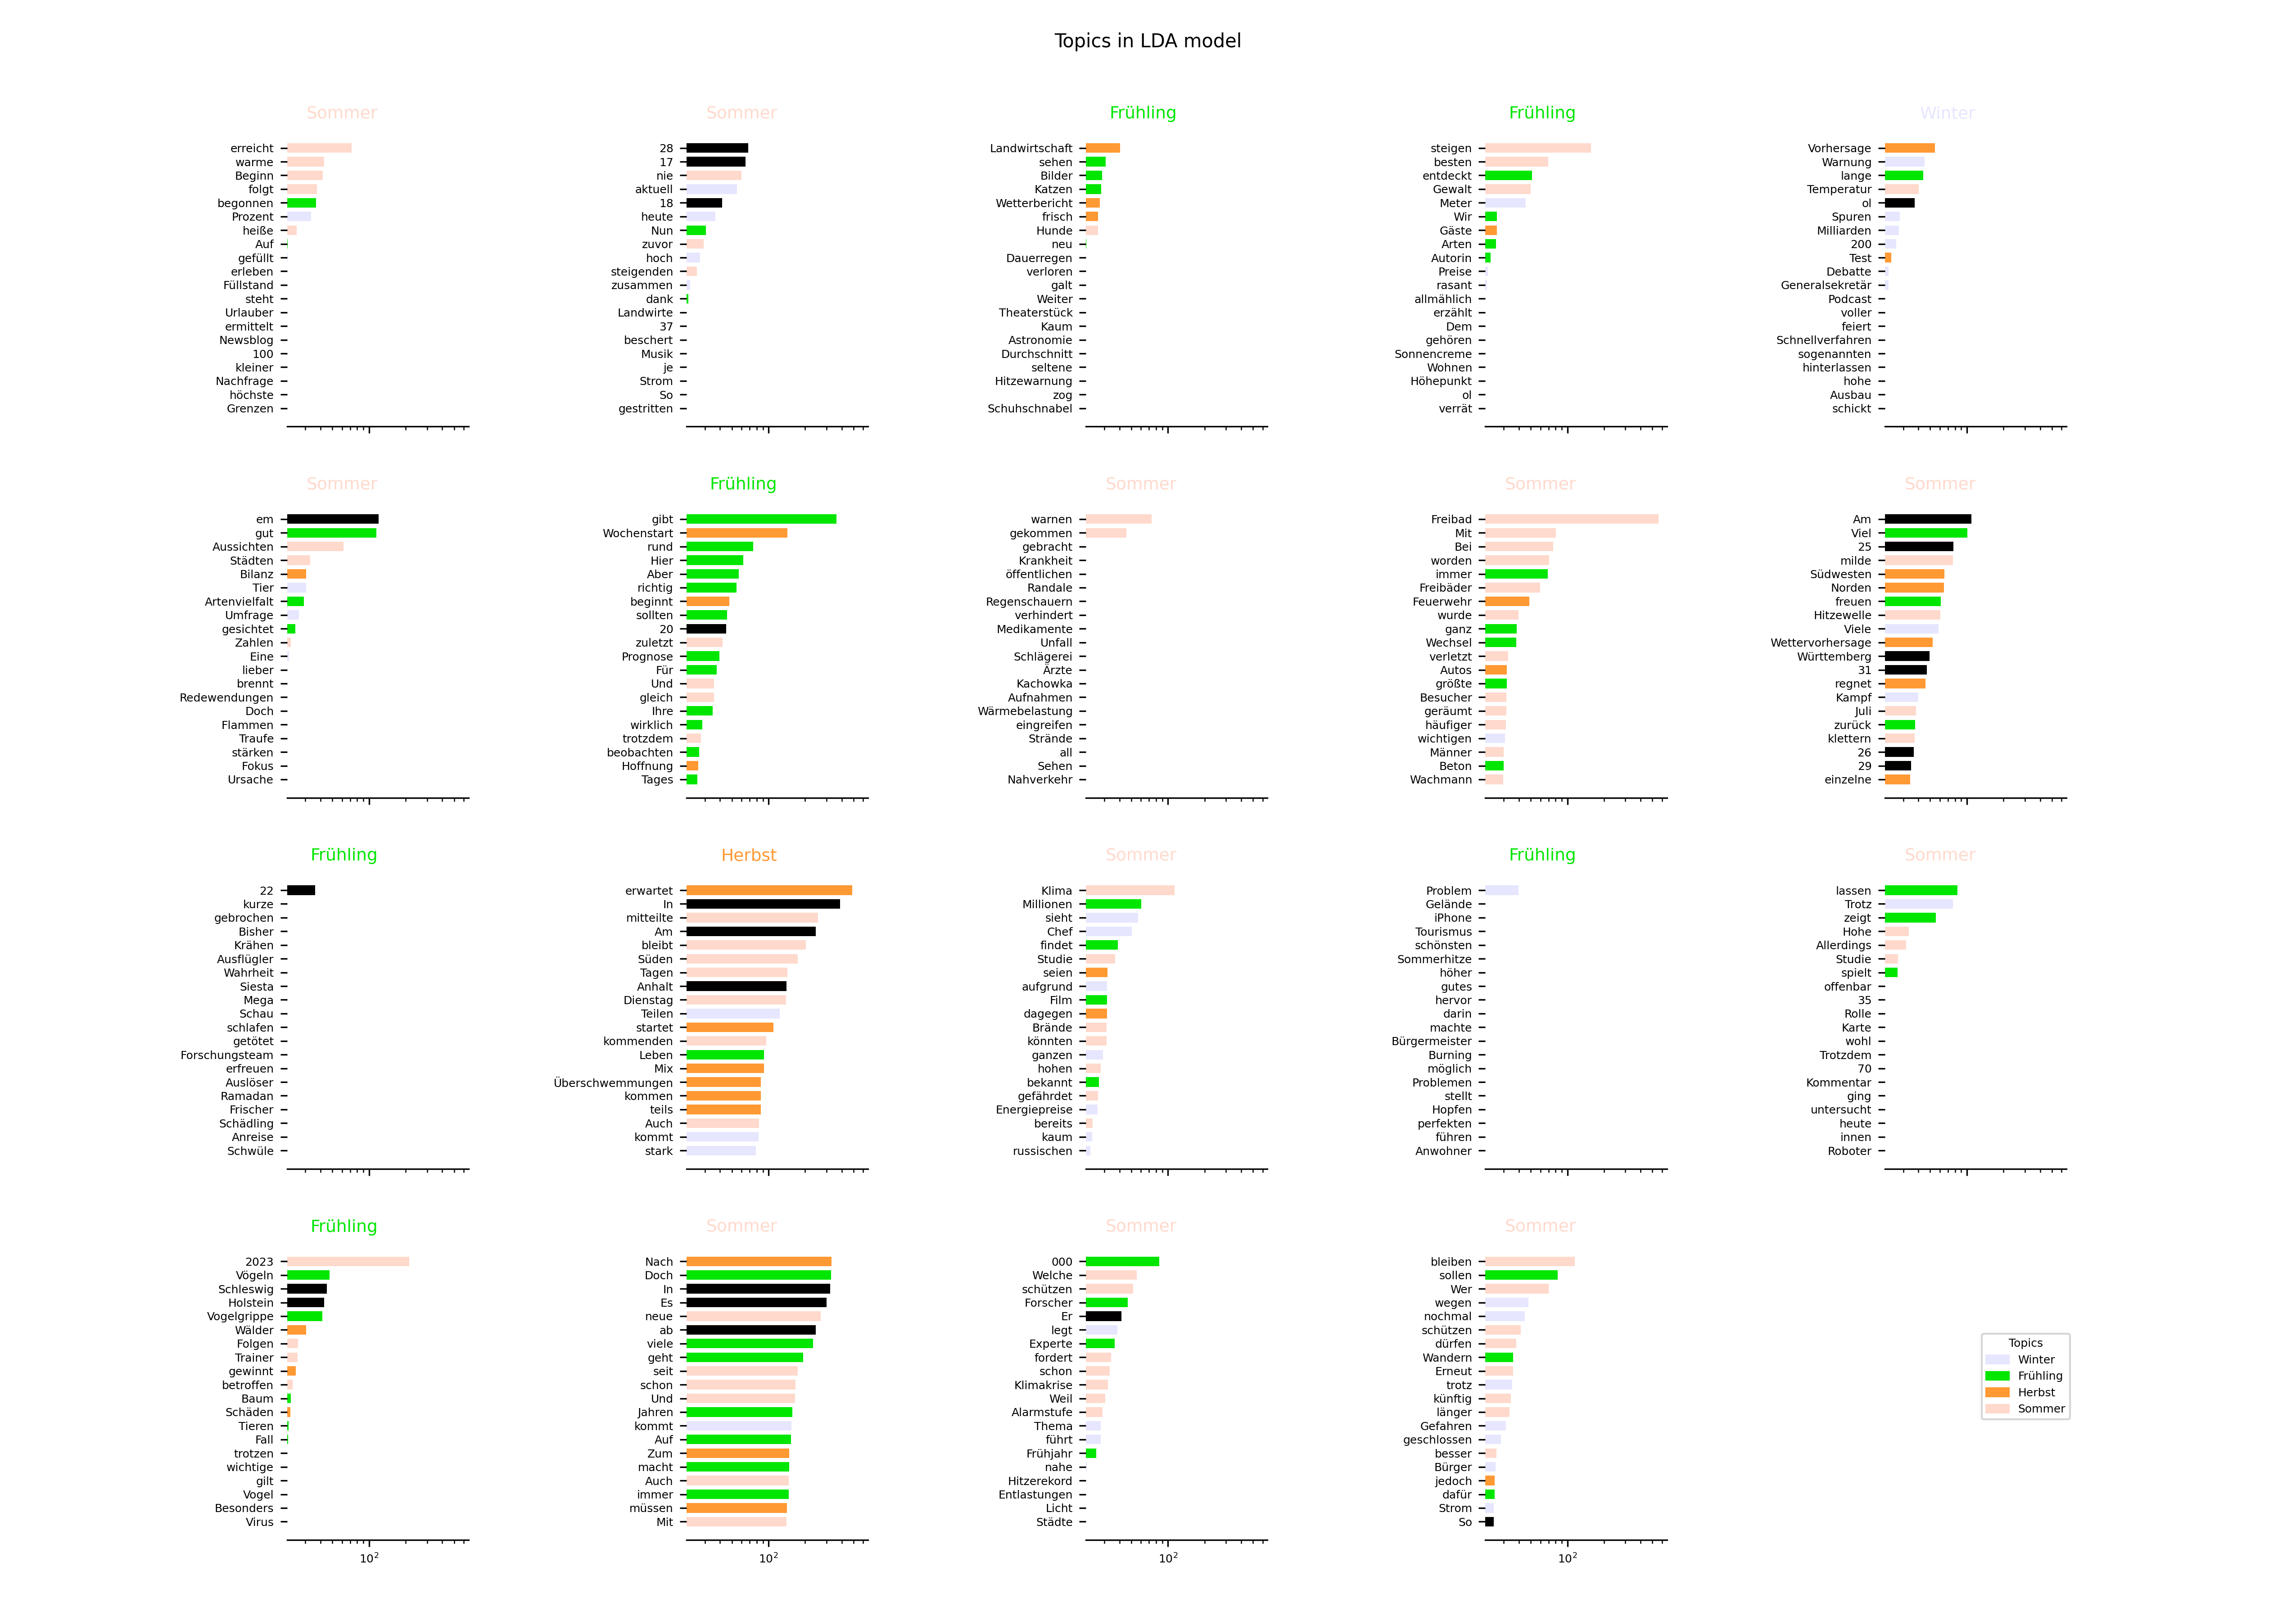 Topics in LDA model
Sommer
erreicht
warme
Beginn
folgt
begonnen
Prozent
heiße
Auf
gefüllt
erleben
Füllstand
steht
Urlauber
ermittelt
Newsblog
100
kleiner
Nachfrage
höchste
Grenzen
Sommer
28
17
nie
aktuell
18
heute
Nun
zuvor
hoch
steigenden
zusammen
dank
Landwirte
37
beschert
Musik
je
Strom
So
gestritten
Frühling
Landwirtschaft
sehen
Bilder
Katzen
Wetterbericht
frisch
Hunde
neu
Dauerregen
verloren
galt
Weiter
Theaterstück
Kaum
Astronomie
Durchschnitt
seltene
Hitzewarnung
zog
Schuhschnabel
Frühling
steigen
besten
entdeckt
Gewalt
Meter
Wir
Gäste
Arten
Autorin
Preise
rasant
allmählich
erzählt
Dem
gehören
Sonnencreme
Wohnen
Höhepunkt
ol
verrät
Winter
Vorhersage
Warnung
lange
Temperatur
ol
Spuren
Milliarden
200
Test
Debatte
Generalsekretär
Podcast
voller
feiert
Schnellverfahren
sogenannten
hinterlassen
hohe
Ausbau
schickt
Sommer
em
gut
Aussichten
Städten
Bilanz
Tier
Artenvielfalt
Umfrage
gesichtet
Zahlen
Eine
lieber
brennt
Redewendungen
Doch
Flammen
Traufe
stärken
Fokus
Ursache
Frühling
gibt
Wochenstart
rund
Hier
Aber
richtig
beginnt
sollten
20
zuletzt
Prognose
Für
Und
gleich
Ihre
wirklich
trotzdem
beobachten
Hoffnung
Tages
Sommer
warnen
gekommen
gebracht
Krankheit
öffentlichen
Randale
Regenschauern
verhindert
Medikamente
Unfall
Schlägerei
Ärzte
Kachowka
Aufnahmen
Wärmebelastung
eingreifen
Strände
all
Sehen
Nahverkehr
Sommer
Freibad
Mit
Bei
worden
immer
Freibäder
Feuerwehr
wurde
ganz
Wechsel
verletzt
Autos
größte
Besucher
geräumt
häufiger
wichtigen
Männer
Beton
Wachmann
Sommer
Am
Viel
25
milde
Südwesten
Norden
freuen
Hitzewelle
Viele
Wettervorhersage
Württemberg
31
regnet
Kampf
Juli
zurück
klettern
26
29
einzelne
Frühling
22
kurze
gebrochen
Bisher
Krähen
Ausflügler
Wahrheit
Siesta
Mega
Schau
schlafen
getötet
Forschungsteam
erfreuen
Auslöser
Ramadan
Frischer
Schädling
Anreise
Schwüle
Herbst
erwartet
In
mitteilte
Am
bleibt
Süden
Tagen
Anhalt
Dienstag
Teilen
startet
kommenden
Leben
Mix
Überschwemmungen
kommen
teils
Auch
kommt
stark
Sommer
Klima
Millionen
sieht
Chef
findet
Studie
seien
aufgrund
Film
dagegen
Brände
könnten
ganzen
hohen
bekannt
gefährdet
Energiepreise
bereits
kaum
russischen
Frühling
Problem
Gelände
iPhone
Tourismus
schönsten
Sommerhitze
höher
gutes
hervor
darin
machte
Bürgermeister
Burning
möglich
Problemen
stellt
Hopfen
perfekten
führen
Anwohner
Sommer
lassen
Trotz
zeigt
Hohe
Allerdings
Studie
spielt
offenbar
35
Rolle
Karte
wohl
Trotzdem
70
Kommentar
ging
untersucht
heute
innen
Roboter
Frühling
2023
Vögeln
Schleswig
Holstein
Vogelgrippe
Wälder
Folgen
Trainer
gewinnt
betroffen
Baum
Schäden
Tieren
Fall
trotzen
wichtige
gilt
Vogel
Besonders
Virus
10²
Sommer
Nach
Doch
In
Es
neue
ab
viele
geht
seit
schon
Und
Jahren
kommt
Auf
Zum
macht
Auch
immer
müssen
Mit
10²
Sommer
000
Welche
schützen
Forscher
Er
legt
Experte
fordert
schon
Klimakrise
Weil
Alarmstufe
Thema
führt
Frühjahr
nahe
Hitzerekord
Entlastungen
Licht
Städte
10²
Sommer
bleiben
sollen
Wer
wegen
nochmal
schützen
dürfen
Wandern
Erneut
trotz
künftig
länger
Gefahren
geschlossen
besser
Bürger
jedoch
dafür
Strom
So
10²
Topics
Winter
Frühling
Herbst
Sommer